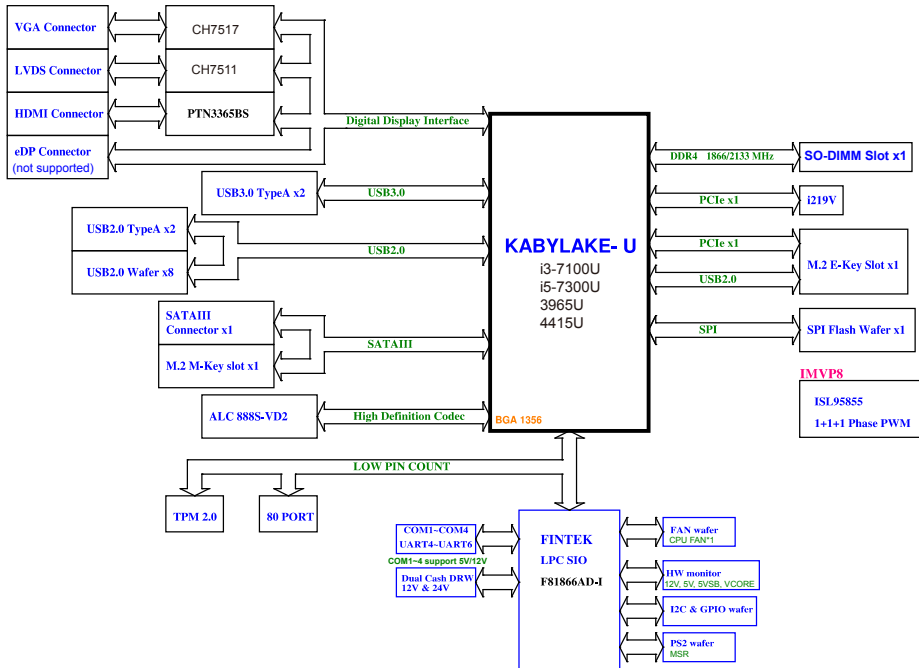 VGA Connector
CH7517
LVDS Connector
CH7511
HDMI Connector
PTN3365BS
eDP Connector
(not supported)
Digital Display Interface
USB3.0 TypeA x2
USB3.0
USB2.0 TypeA x2
USB2.0 Wafer x8
USB2.0
SATAIII
Connector x1
M.2 M-Key slot x1
SATAIII
ALC 888S-VD2
High Definition Codec
KABYLAKE- U
i3-7100U
i5-7300U
3965U
4415U
BGA 1356
DDR4 1866/2133 MHz
SO-DIMM Slot x1
PCIe x1
i219V
PCIe x1
USB2.0
M.2 E-Key Slot x1
SPI
SPI Flash Wafer x1
IMVP8
ISL95855
1+1+1 Phase PWM
LOW PIN COUNT
TPM 2.0
80 PORT
COM1~COM4
UART4~UART6
COM1~4 support 5V/12V
Dual Cash DRW
12V & 24V
FINTEK
LPC SIO
F81866AD-I
FAN wafer
CPU FAN*1
HW monitor
12V, 5V, 5VSB, VCORE
I2C & GPIO wafer
PS2 wafer
MSR